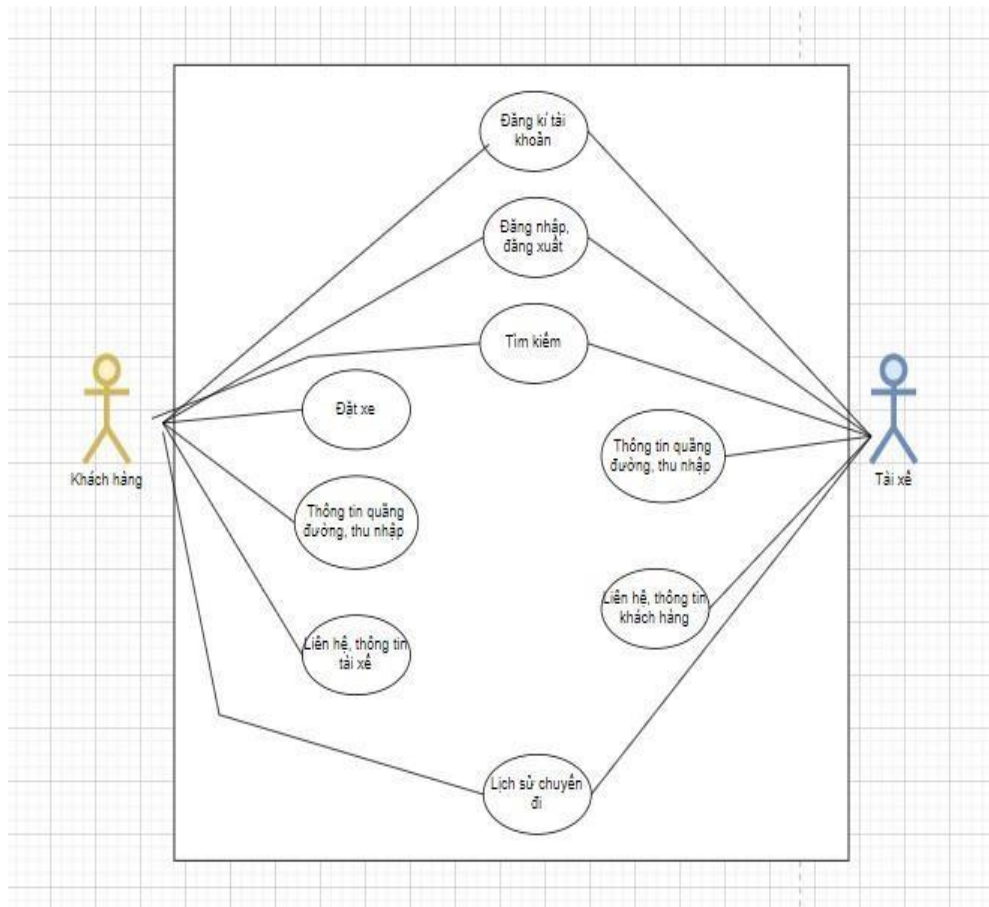 Đăng kí tài
khoản
Đăng nhập,
đăng xuất
Tìm kiếm
Đặt xe
Thông tin quãng
đường, thu nhập
Khách hàng
Tài xế
Thông tin quãng
đường, thu nhập
Liên hệ, thông tin
khách hàng
Liên hệ, thông tin
tài xế
Lịch sử chuyến
đi